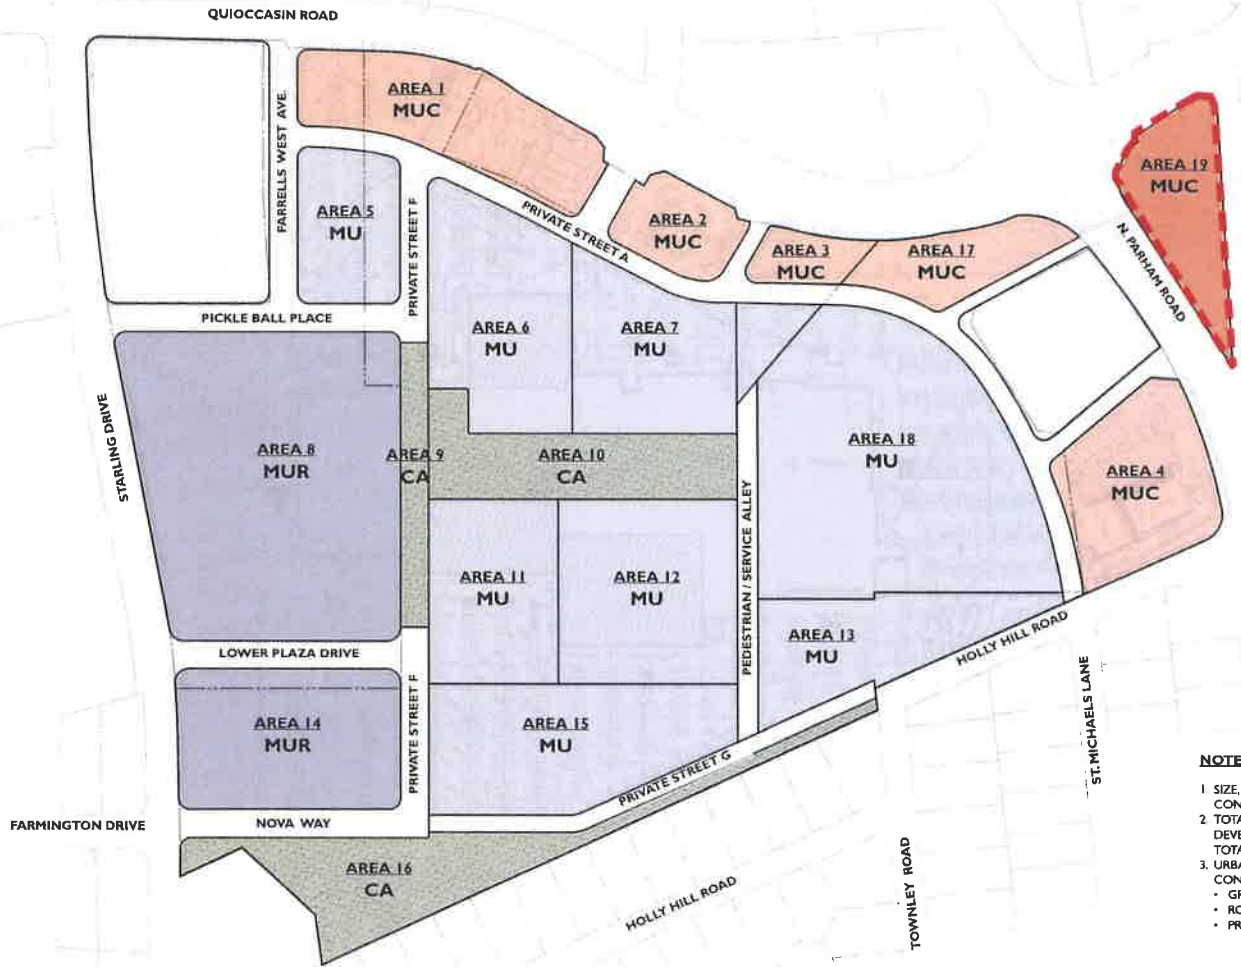 QUIOCCASIN ROAD
AREA 1
MUC
FARRELLS WEST AVE.
AREA 19
MUC
AREA 5
MU
PRIVATE STREET F
PRIVATE STREET A
AREA 2
MUC
AREA 3
MUC
AREA 17
MUC
N. PARHAM ROAD
PICKLE BALL PLACE
AREA 6
MU
AREA 7
MU
STARLING DRIVE
AREA 8
MUR
AREA 9
CA
AREA 10
CA
AREA 18
MU
AREA 4
MUC
PEDESTRIAN / SERVICE ALLEY
AREA 11
MU
AREA 12
MU
AREA 13
MU
HOLLY HILL ROAD
LOWER PLAZA DRIVE
ST. MICHAELS LANE
AREA 14
MUR
PRIVATE STREET F
AREA 15
MU
PRIVATE STREET G
FARMINGTON DRIVE
NOVA WAY
AREA 16
CA
HOLLY HILL ROAD
TOWNLEY ROAD
NOTE
1. SIZE,
CON
2. TOTA
DEVE
TOTA
3. URBA
CON
• GR
• RO
• PR